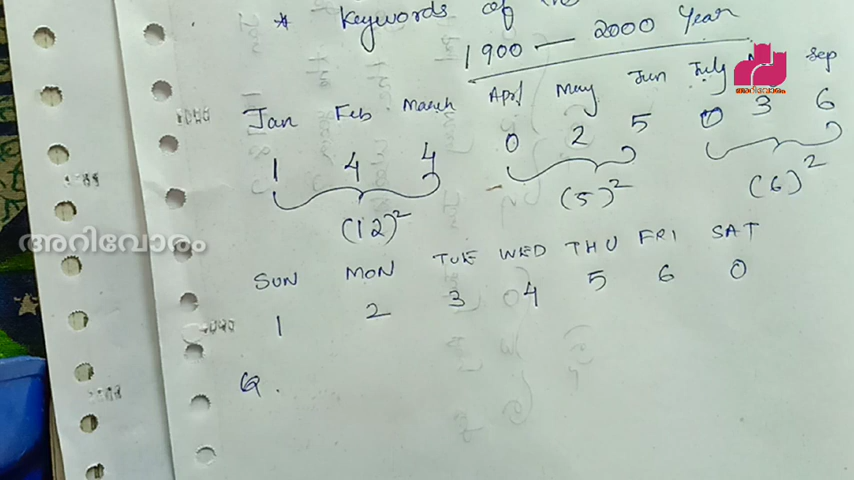 * Keywords of
1900 — 2000 Year
Jan Feb March April May Jun July Sep
1 4 4 0 2 5 0 3 6
(12)² (5)² (6)²
SUN MON TUE WED THU FRI SAT
1 2 3 4 5 6 0
Q.
അറിവോരം
അറിവോരം